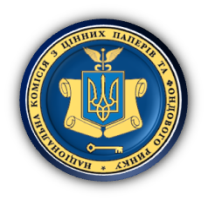 НАЦІОНАЛЬНА КОМІСІЯ З ЦІННИХ ПАПЕРІВ ТА ФОНДОВОГО РИНКУ